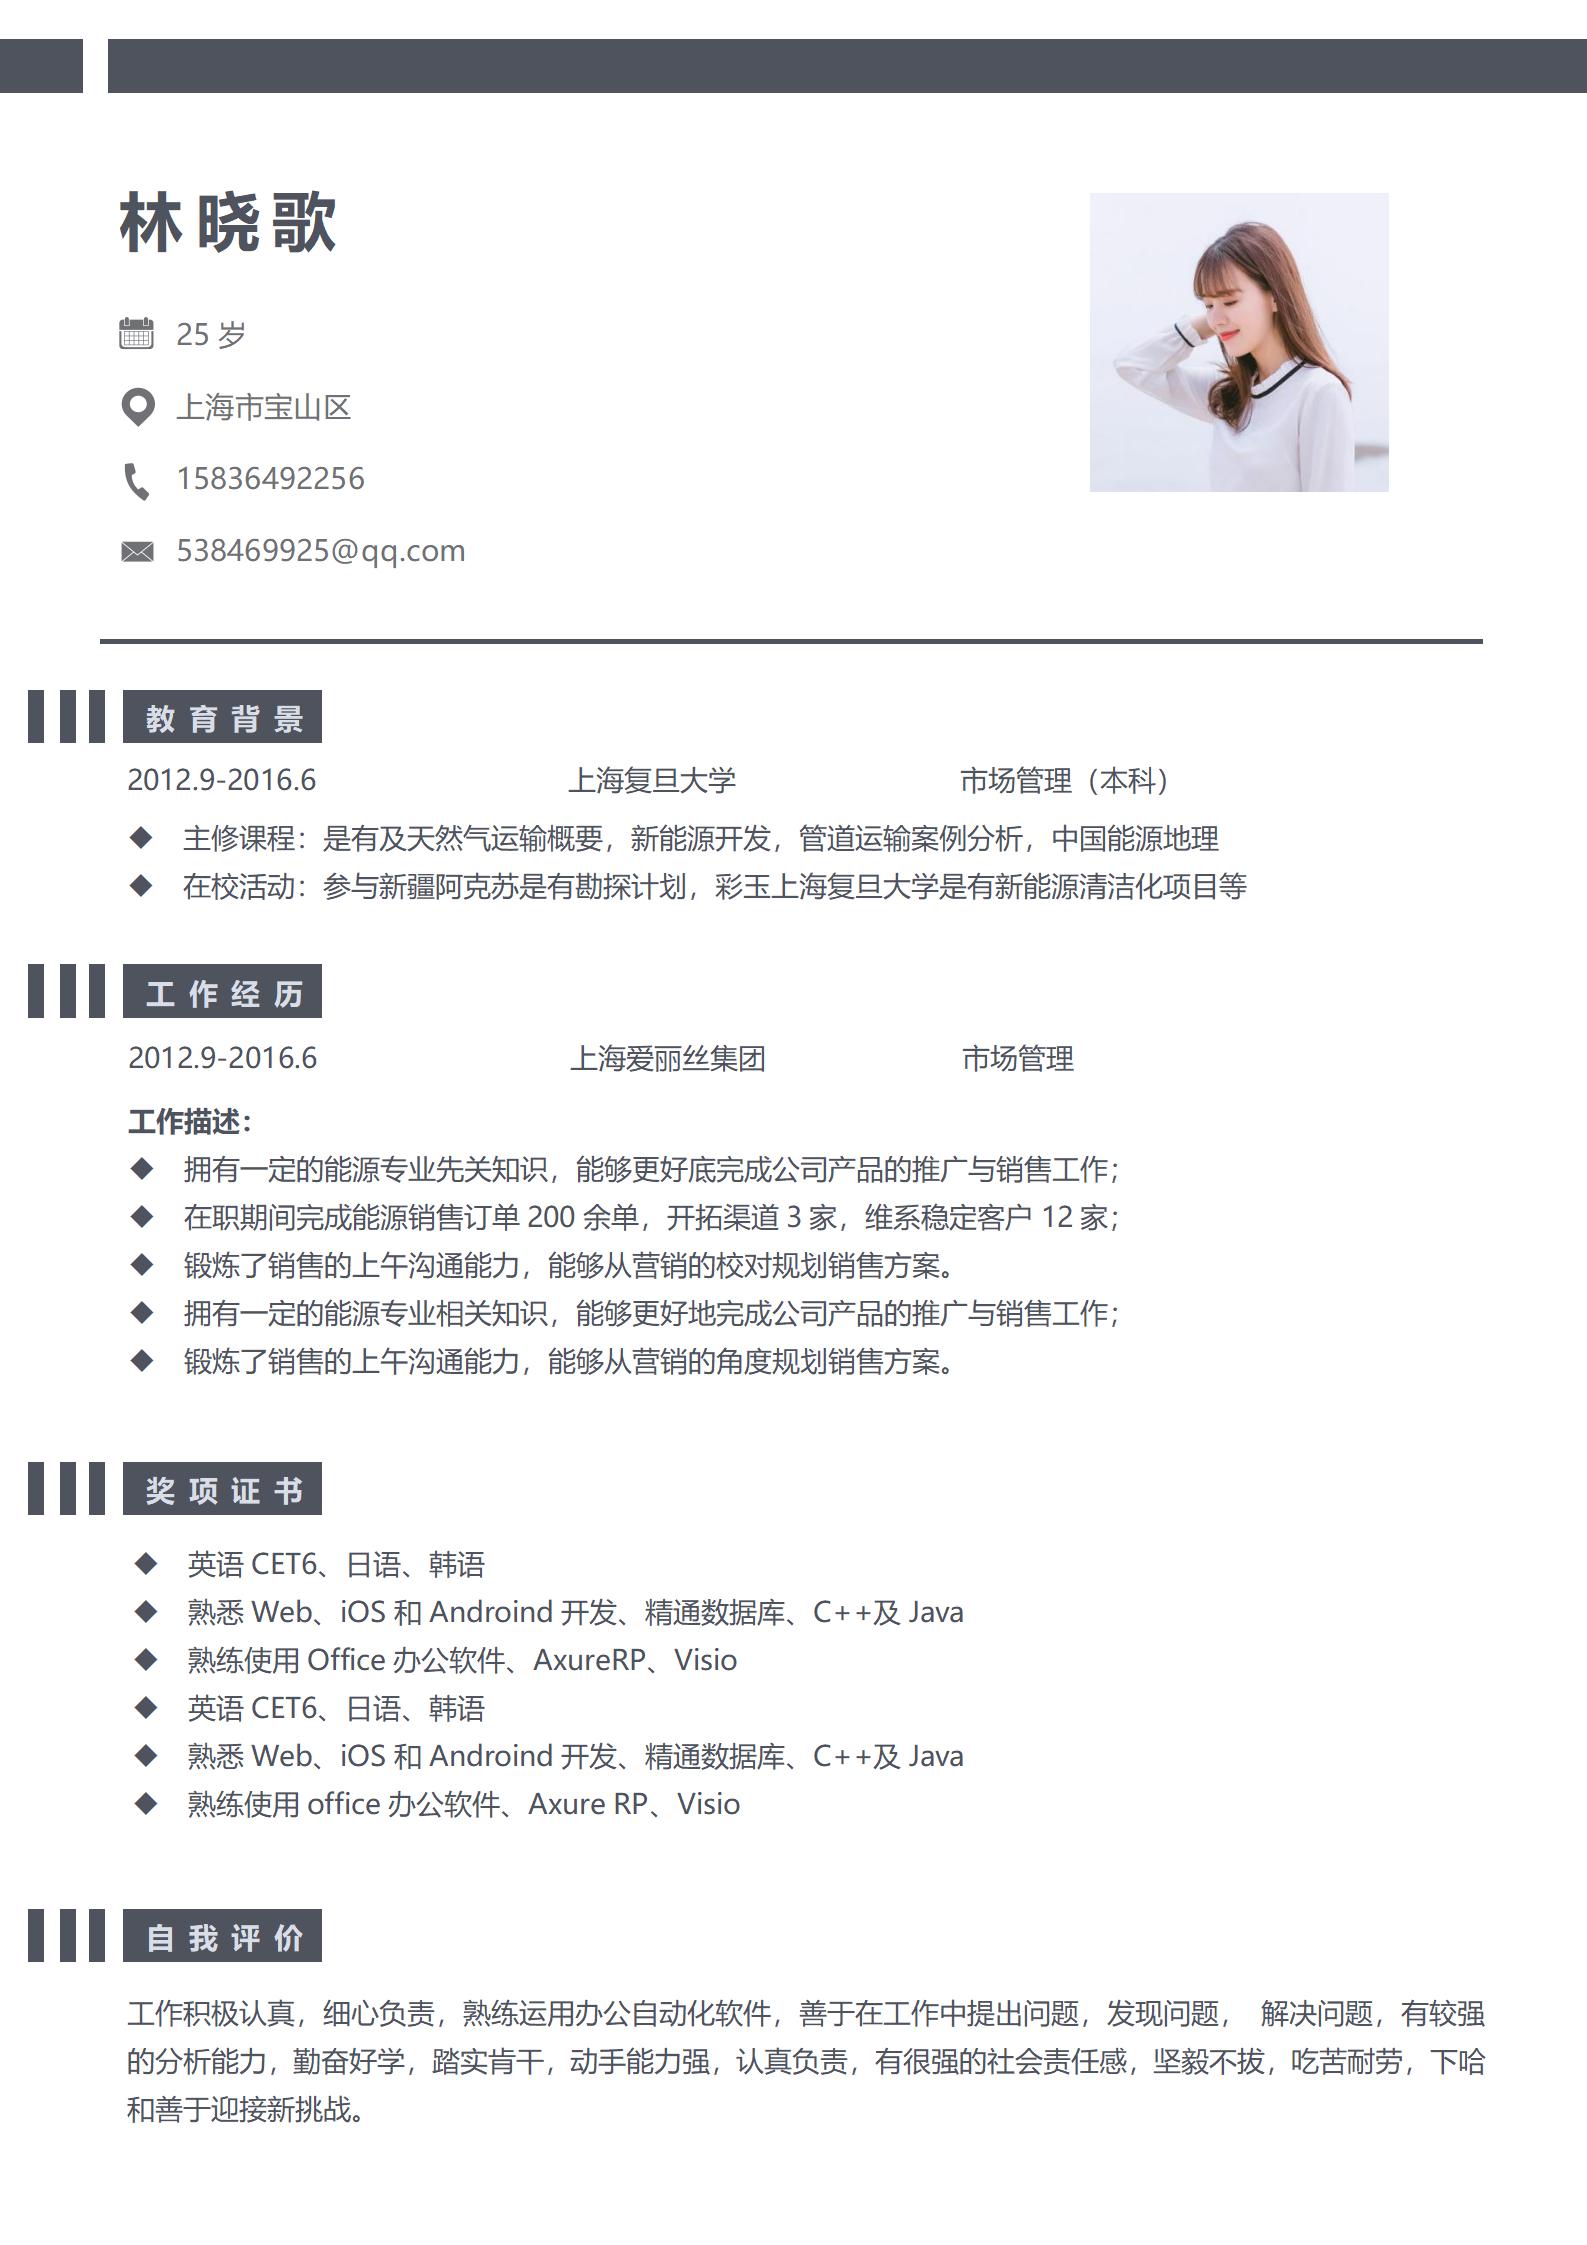 林晓歌
25 岁
上海市宝山区
15836492256
538469925@qq.com
教育背景
2012.9-2016.6 上海复旦大学 市场管理（本科）
◆ 主修课程：是有及天然气运输概要，新能源开发，管道运输案例分析，中国能源地理
◆ 在校活动：参与新疆阿克苏是有勘探计划，彩玉上海复旦大学是有新能源清洁化项目等
工作经历
2012.9-2016.6 上海爱丽丝集团 市场管理
工作描述：
◆ 拥有一定的能源专业先关知识，能够更好底完成公司产品的推广与销售工作；
◆ 在职期间完成能源销售订单 200 余单，开拓渠道 3 家，维系稳定客户 12 家；
◆ 锻炼了销售的上午沟通能力，能够从营销的校对规划销售方案。
◆ 拥有一定的能源专业相关知识，能够更好地完成公司产品的推广与销售工作；
◆ 锻炼了销售的上午沟通能力，能够从营销的角度规划销售方案。
奖项证书
◆ 英语 CET6、日语、韩语
◆ 熟悉 Web、iOS 和 Androind 开发、精通数据库、C++及 Java
◆ 熟练使用 Office 办公软件、AxureRP、Visio
◆ 英语 CET6、日语、韩语
◆ 熟悉 Web、iOS 和 Androind 开发、精通数据库、C++及 Java
◆ 熟练使用 office 办公软件、Axure RP、Visio
自我评价
工作积极认真，细心负责，熟练运用办公自动化软件，善于在工作中提出问题，发现问题， 解决问题，有较强
的分析能力，勤奋好学，踏实肯干，动手能力强，认真负责，有很强的社会责任感，坚毅不拔，吃苦耐劳，下哈
和善于迎接新挑战。